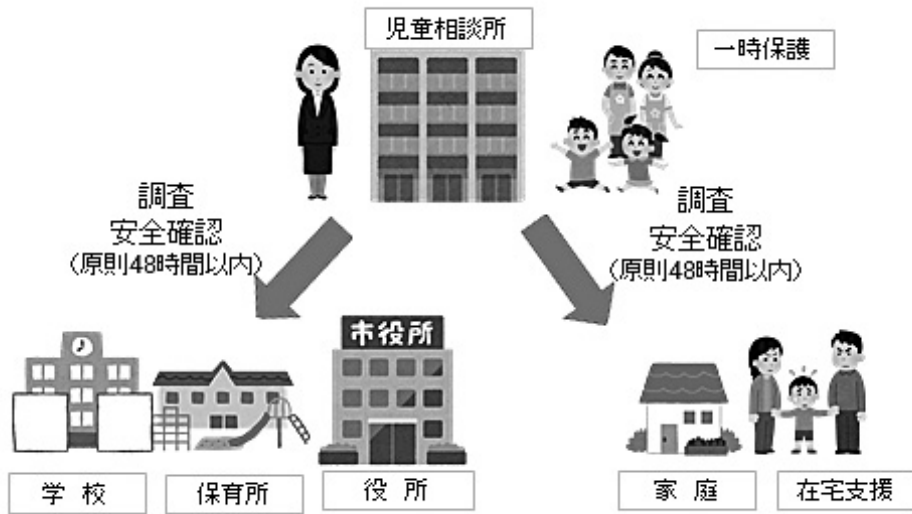 児童相談所
一時保護
調査
安全確認
(原則48時間以内)
調査
安全確認
(原則48時間以内)
市役所
学校
保育所
役所
家庭
在宅支援